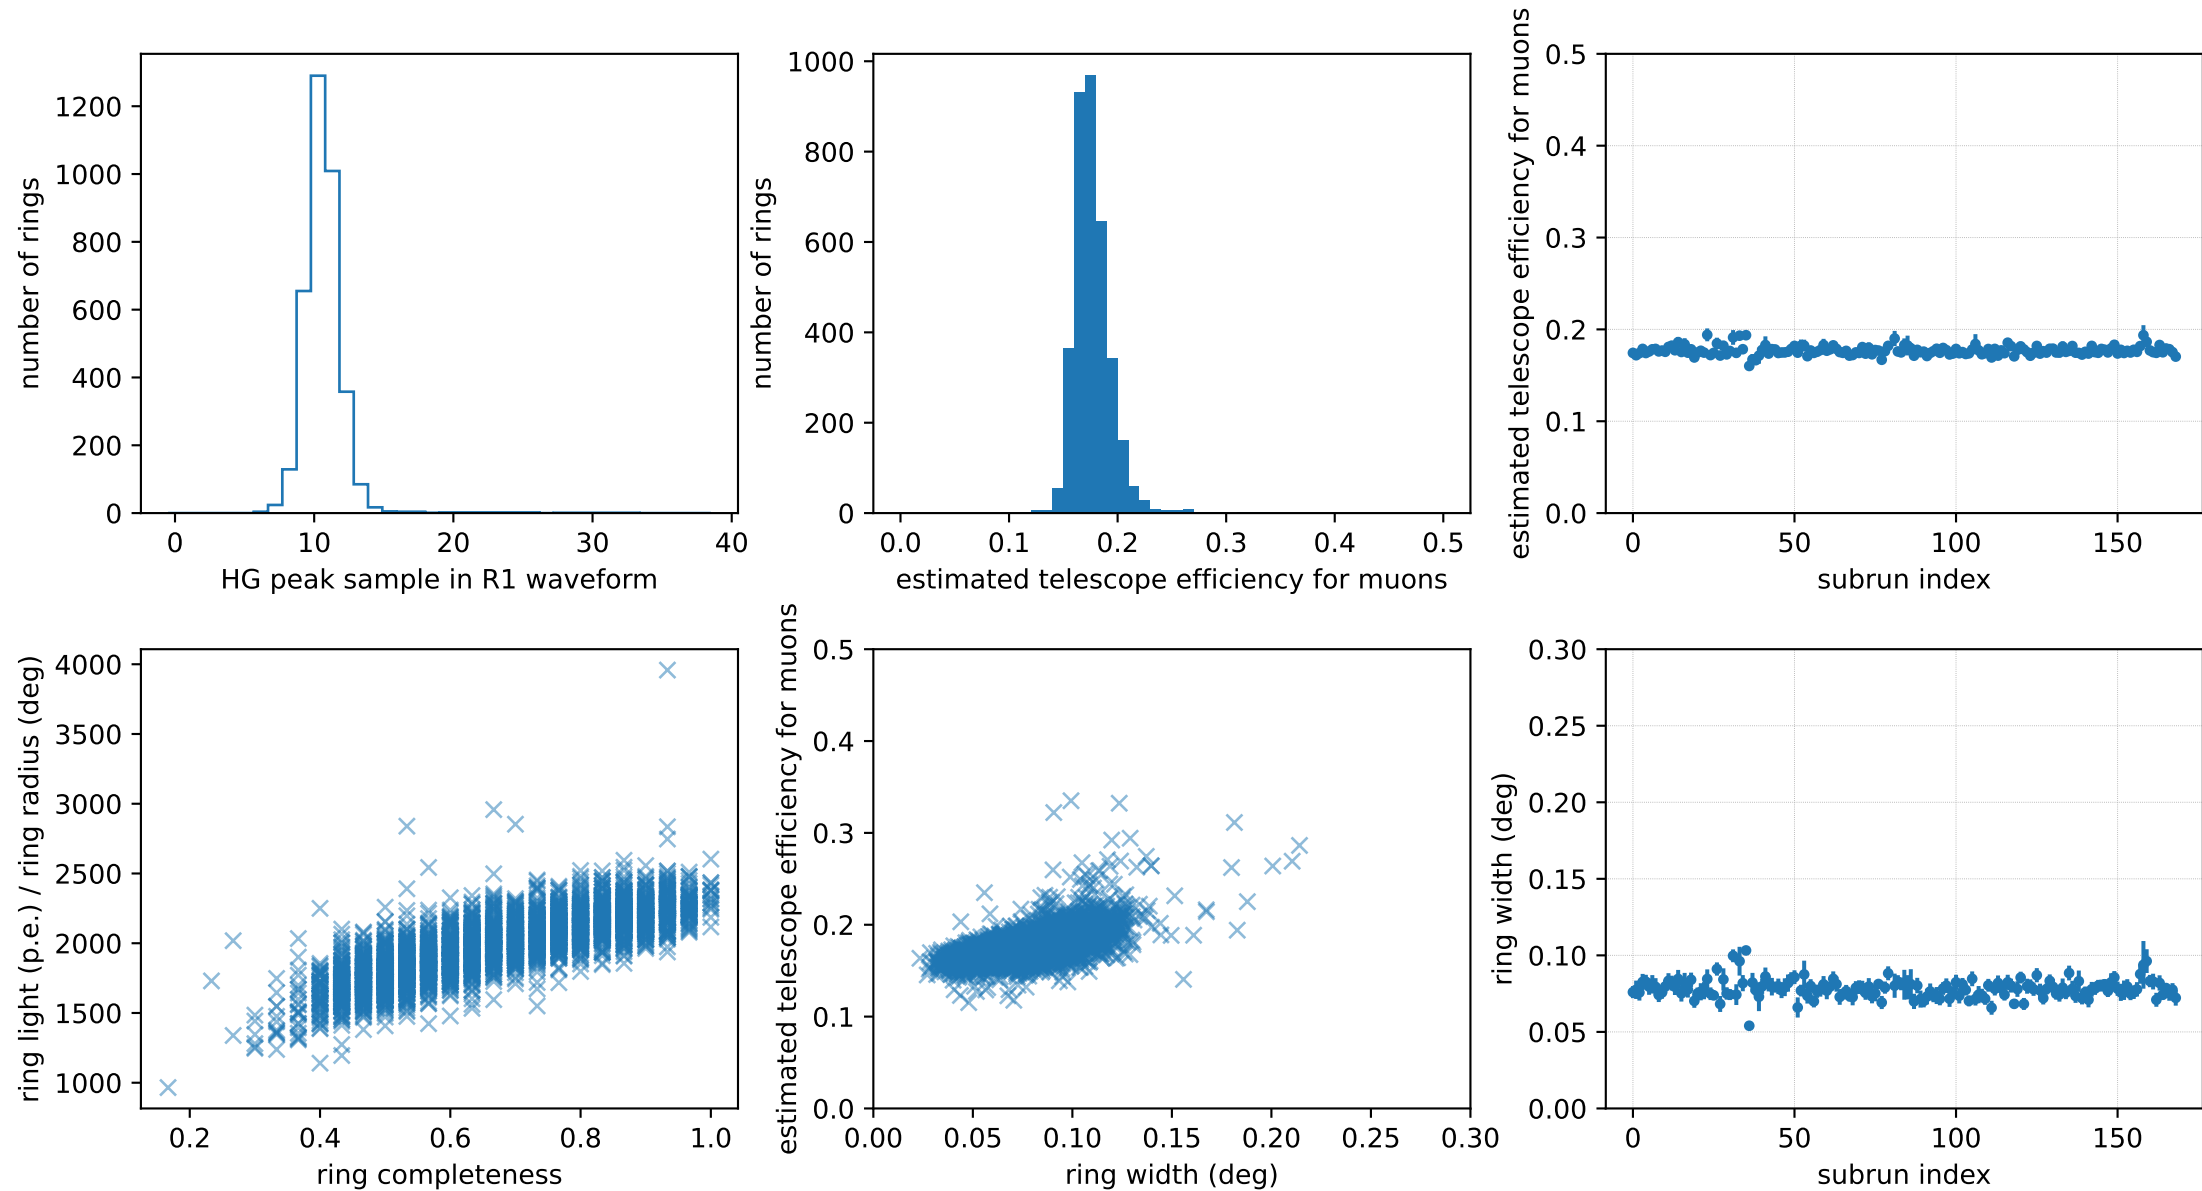 number of rings
1200
1000
800
600
400
200
0
0 10 20 30 40
HG peak sample in R1 waveform
number of rings
1000
800
600
400
200
0
0.0 0.1 0.2 0.3 0.4 0.5
estimated telescope efficiency for muons
estimated telescope efficiency for muons
0.5
0.4
0.3
0.2
0.1
0.0
0 50 100 150
subrun index
ring light (p.e.) / ring radius (deg)
4000
3500
3000
2500
2000
1500
1000
0.2 0.4 0.6 0.8 1.0
ring completeness
estimated telescope efficiency for muons
0.5
0.4
0.3
0.2
0.1
0.0
0.00 0.05 0.10 0.15 0.20 0.25 0.30
ring width (deg)
ring width (deg)
0.30
0.25
0.20
0.15
0.10
0.05
0.00
0 50 100 150
subrun index